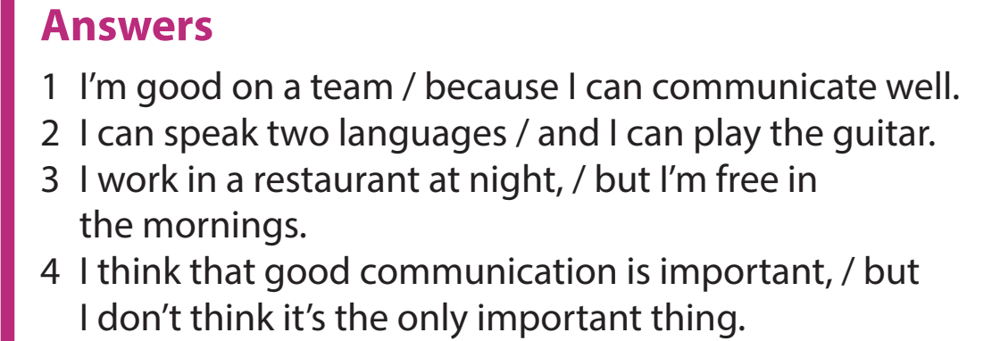 Answers
1 I’m good on a team / because I can communicate well.
2 I can speak two languages / and I can play the guitar.
3 I work in a restaurant at night, / but I’m free in
the mornings.
4 I think that good communication is important, / but
I don’t think it’s the only important thing.